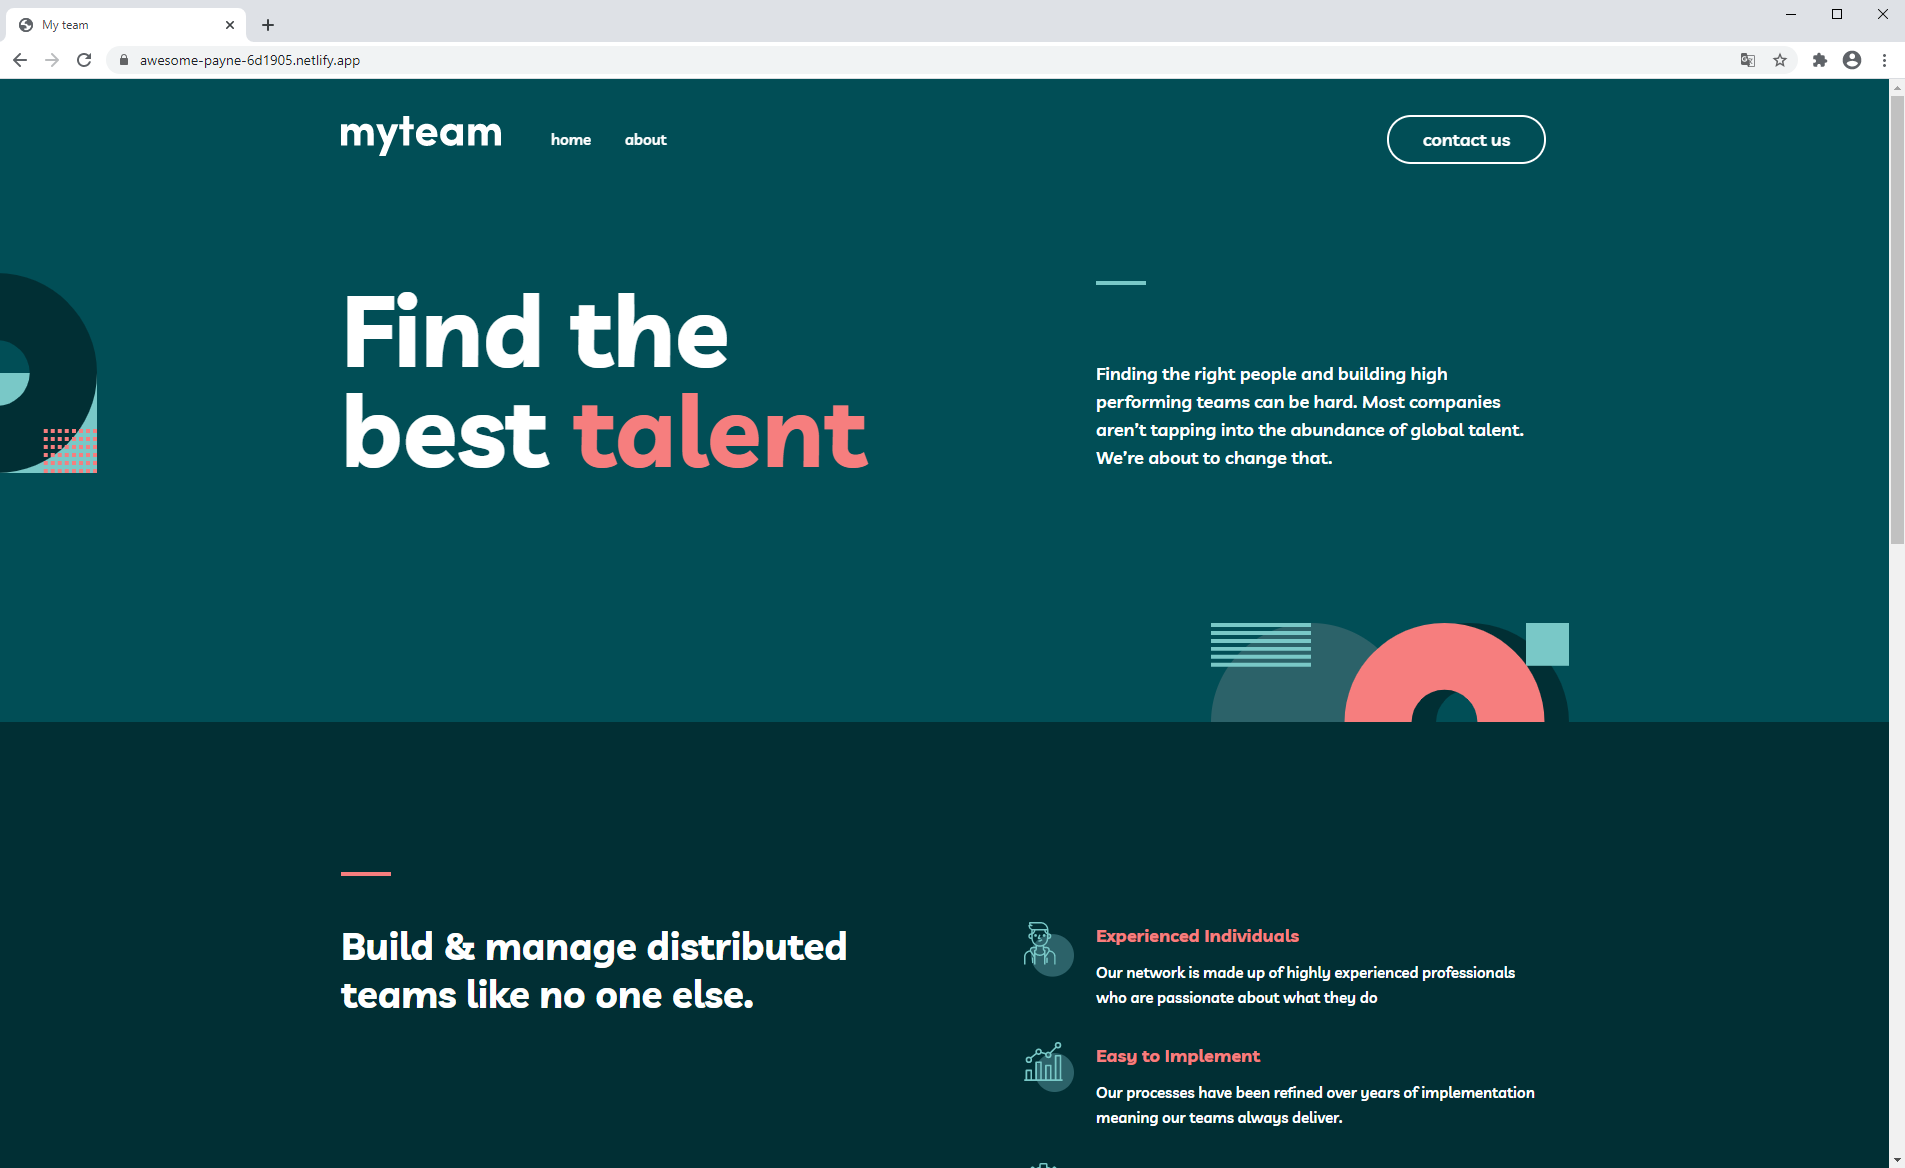 My team
awesome-payne-6d1905.netlify.app
myteam
home
about
contact us
Find the
best talent
Finding the right people and building high
performing teams can be hard. Most companies
aren’t tapping into the abundance of global talent.
We’re about to change that.
Build & manage distributed
teams like no one else.
Experienced Individuals
Our network is made up of highly experienced professionals
who are passionate about what they do
Easy to Implement
Our processes have been refined over years of implementation
meaning our teams always deliver.